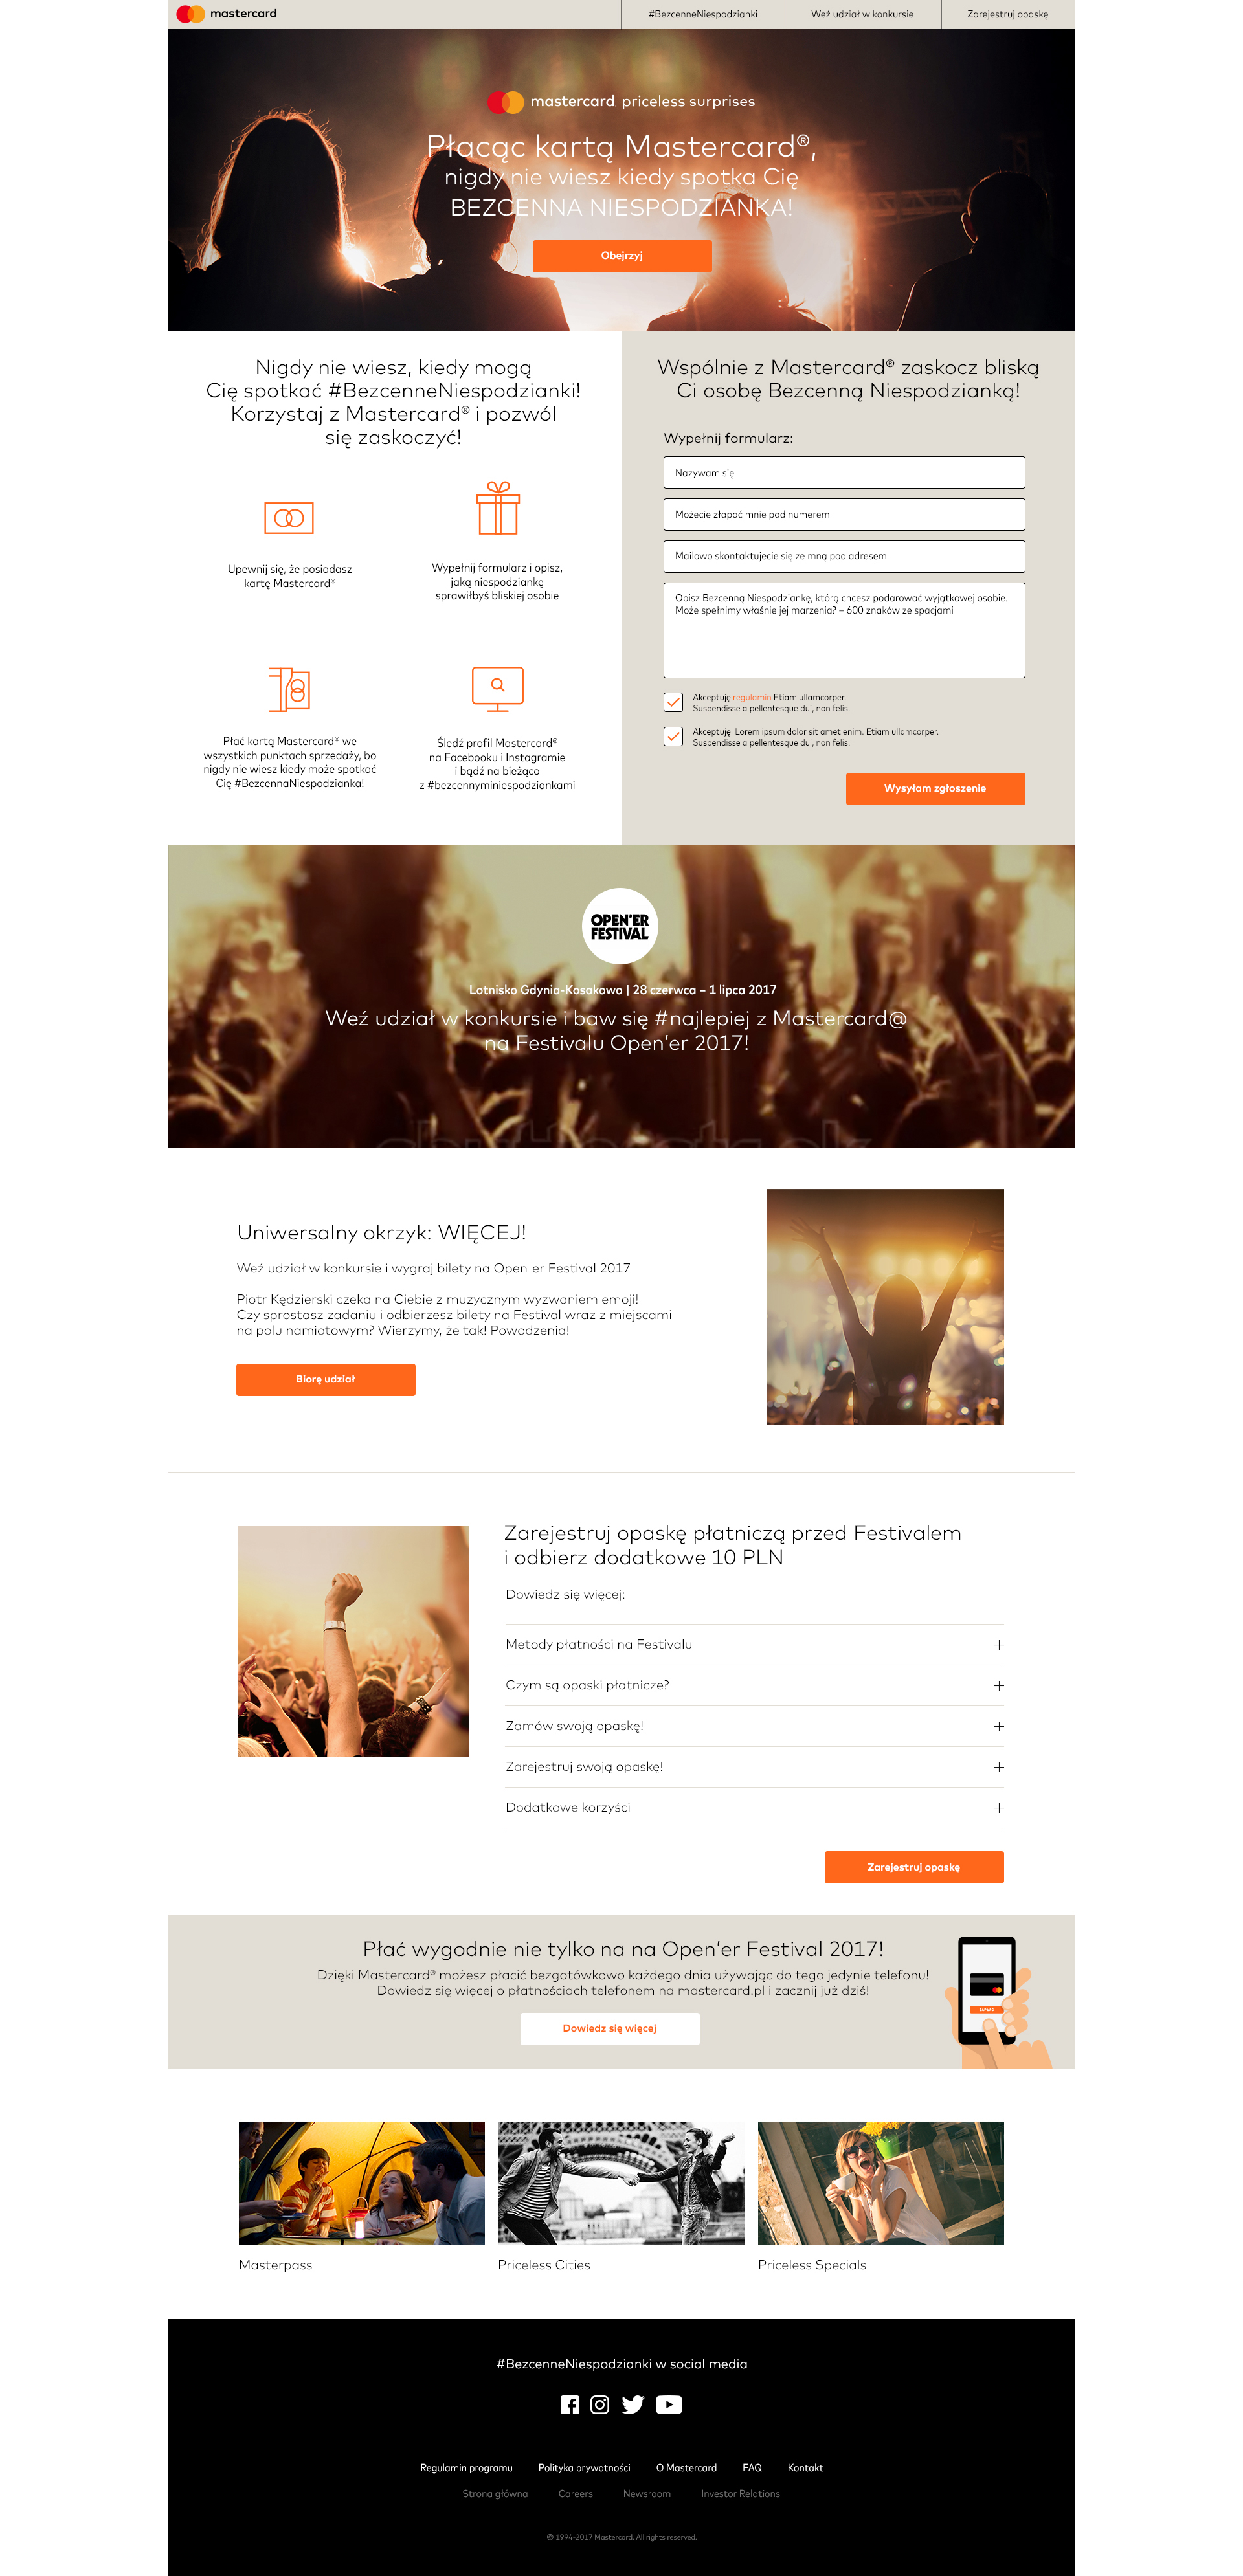 mastercard
#BezcenneNiespodzianki
Weź udział w konkursie
Zarejestruj opaskę
mastercard priceless surprises
Płacąc kartą Mastercard®,
nigdy nie wiesz kiedy spotka Cię
BEZCENNA NIESPODZIANKA!
Obejrzyj
Nigdy nie wiesz, kiedy mogą
Cię spotkać #BezcenneNiespodzianki!
Korzystaj z Mastercard® i pozwól
się zaskoczyć!
Upewnij się, że posiadasz
kartę Mastercard®
Wypełnij formularz i opisz,
jaką niespodziankę
sprawiłbyś bliskiej osobie
Płać kartą Mastercard® we
wszystkich punktach sprzedaży, bo
nigdy nie wiesz kiedy może spotkać
Cię #BezcennaNiespodzianka!
Śledź profil Mastercard®
na Facebooku i Instagramie
i bądź na bieżąco
z #bezcennyminiespodziankami
Wspólnie z Mastercard® zaskocz bliską
Ci osobę Bezcenną Niespodzianką!
Wypełnij formularz:
Nazywam się
Możecie złapać mnie pod numerem
Mailowo skontaktujecie się ze mną pod adresem
Opisz Bezcenną Niespodziankę, którą chcesz podarować wyjątkowej osobie.
Może spełnimy właśnie jej marzenia? – 600 znaków ze spacjami
Akceptuję regulamin Etiam ullamcorper.
Suspendisse a pellentesque dui, non felis.
Akceptuję Lorem ipsum dolor sit amet enim. Etiam ullamcorper.
Suspendisse a pellentesque dui, non felis.
Wysyłam zgłoszenie
OPEN'ER
FESTIVAL
Lotnisko Gdynia-Kosakowo | 28 czerwca – 1 lipca 2017
Weź udział w konkursie i baw się #najlepiej z Mastercard@
na Festivalu Open'er 2017!
Uniwersalny okrzyk: WIĘCEJ!
Weź udział w konkursie i wygraj bilety na Open'er Festival 2017
Piotr Kędzierski czeka na Ciebie z muzycznym wyzwaniem emoji!
Czy sprostasz zadaniu i odbierzesz bilety na Festival wraz z miejscami
na polu namiotowym? Wierzymy, że tak! Powodzenia!
Biorę udział
Zarejestruj opaskę płatniczą przed Festivalem
i odbierz dodatkowe 10 PLN
Dowiedz się więcej:
Metody płatności na Festivalu
Czym są opaski płatnicze?
Zamów swoją opaskę!
Zarejestruj swoją opaskę!
Dodatkowe korzyści
Zarejestruj opaskę
Płać wygodnie nie tylko na na Open'er Festival 2017!
Dzięki Mastercard® możesz płacić bezgotówkowo każdego dnia używając do tego jedynie telefonu!
Dowiedz się więcej o płatnościach telefonem na mastercard.pl i zacznij już dziś!
Dowiedz się więcej
ZAPŁAĆ
Masterpass
Priceless Cities
Priceless Specials
#BezcenneNiespodzianki w social media
Regulamin programu
Polityka prywatności
O Mastercard
FAQ
Kontakt
Strona główna
Careers
Newsroom
Investor Relations
© 1994-2017 Mastercard. All rights reserved.